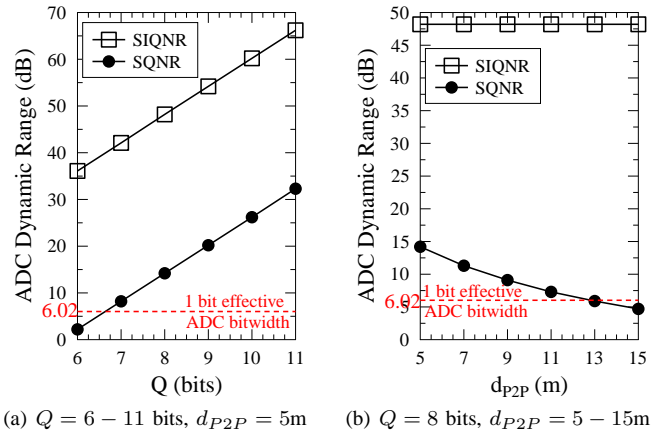 ADC Dynamic Range (dB)
70
60
50
40
30
20
10
0
6.02
SIQNR
SQNR
1 bit effective
ADC bitwidth
6 7 8 9 10 11
Q (bits)
(a) Q = 6 − 11 bits, dP2P = 5m
ADC Dynamic Range (dB)
50
45
40
35
30
25
20
15
10
5
0
6.02
SIQNR
SQNR
1 bit effective
ADC bitwidth
5 7 9 11 13 15
dP2P (m)
(b) Q = 8 bits, dP2P = 5 − 15m